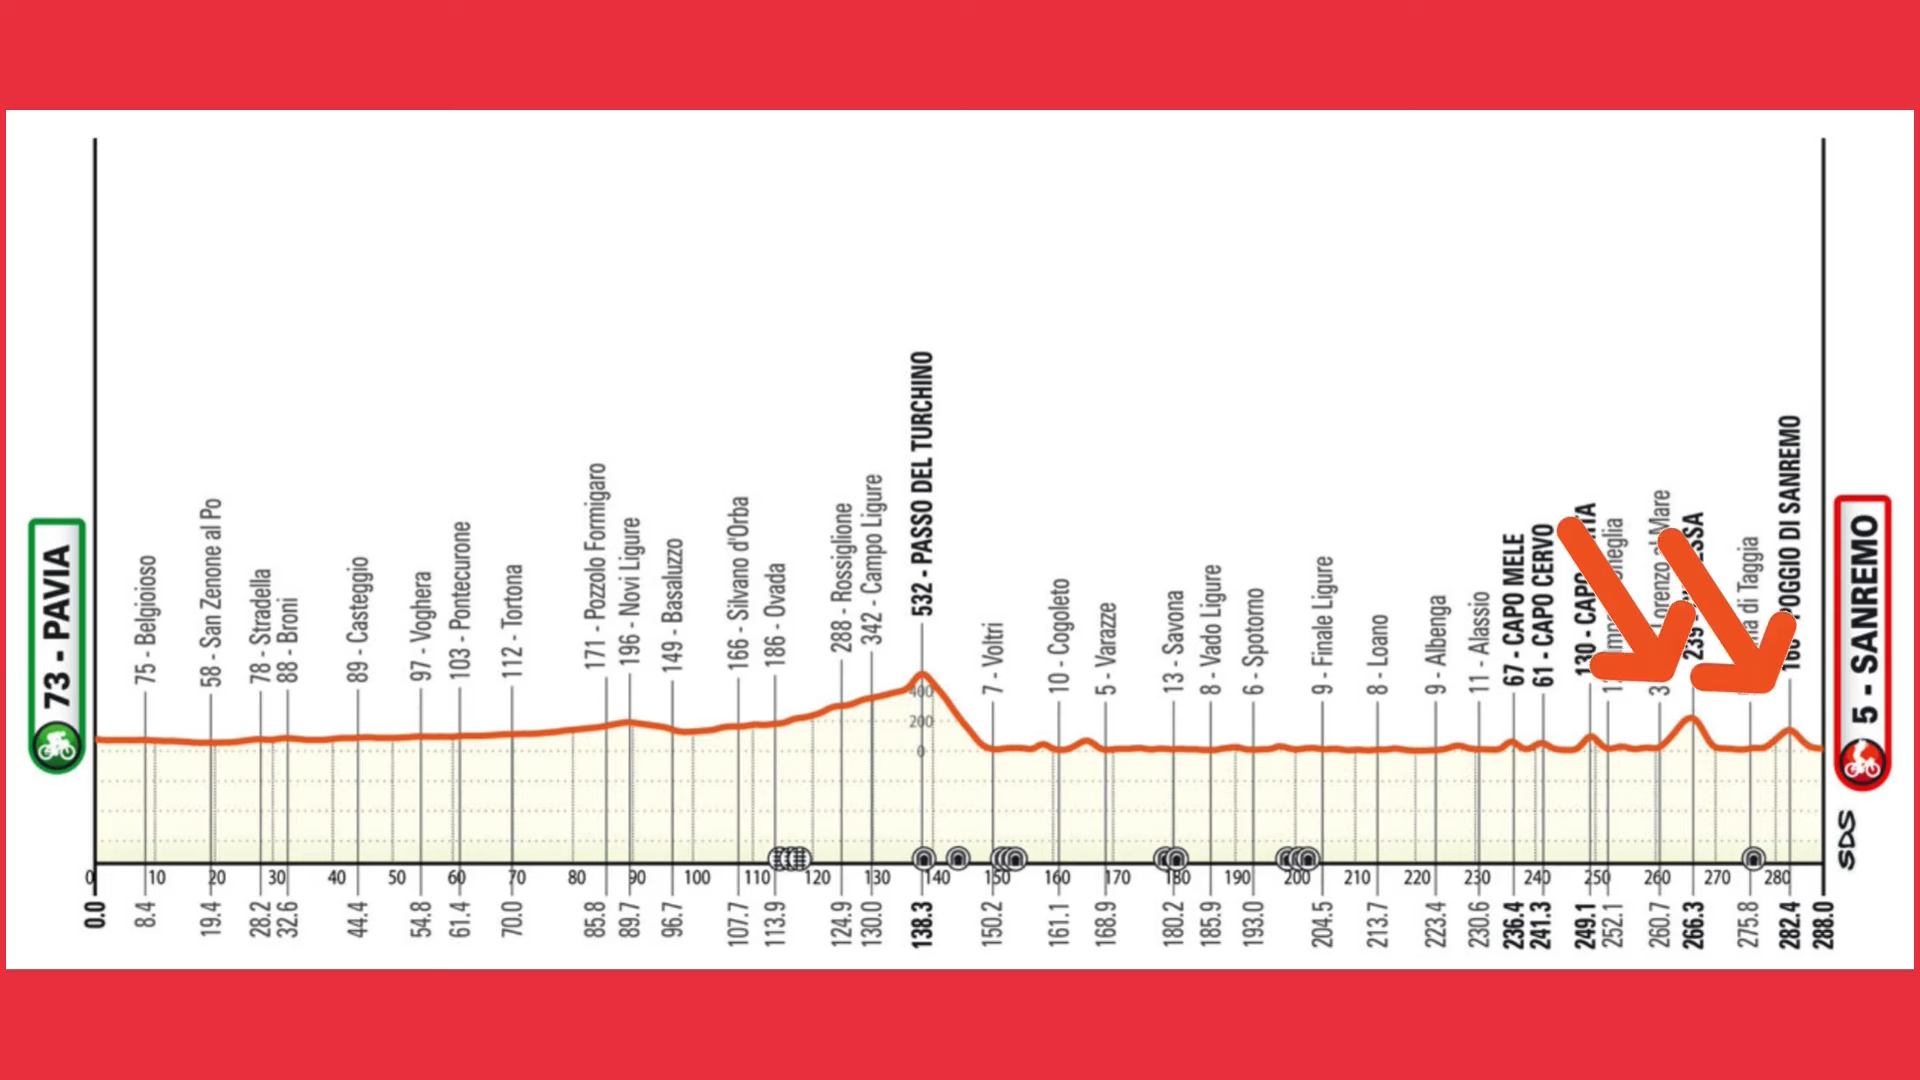 73 - PAVIA
75 - Belgioioso
58 - San Zenone al Po
78 - Stradella
88 - Broni
89 - Casteggio
97 - Voghera
103 - Pontecurone
112 - Tortona
171 - Pozzolo Formigaro
196 - Novi Ligure
149 - Basaluzzo
166 - Silvano d'Orba
186 - Ovada
288 - Rossiglione
342 - Campo Ligure
532 - PASSO DEL TURCHINO
7 - Voltri
10 - Cogoleto
5 - Varazze
13 - Savona
8 - Vado Ligure
6 - Spotorno
9 - Finale Ligure
8 - Loano
9 - Albenga
11 - Alassio
67 - CAPO MELE
61 - CAPO CERVO
130 - CAPO
239
di Taggia
POGGIO DI SANREMO
5 - SANREMO
400
200
0
SDS
0 10 20 30 40 50 60 70 80 90 100 110 120 130 140 150 160 170 180 190 200 210 220 230 240 250 260 270 280
0.0 8.4 19.4 28.2 32.6 44.4 54.8 61.4 70.0 85.8 89.7 96.7 107.7 113.9 124.9 130.0 138.3 150.2 161.1 168.9 180.2 185.9 193.0 204.5 213.7 223.4 230.6 236.4 241.3 249.1 252.1 260.7 266.3 275.8 282.4 288.0